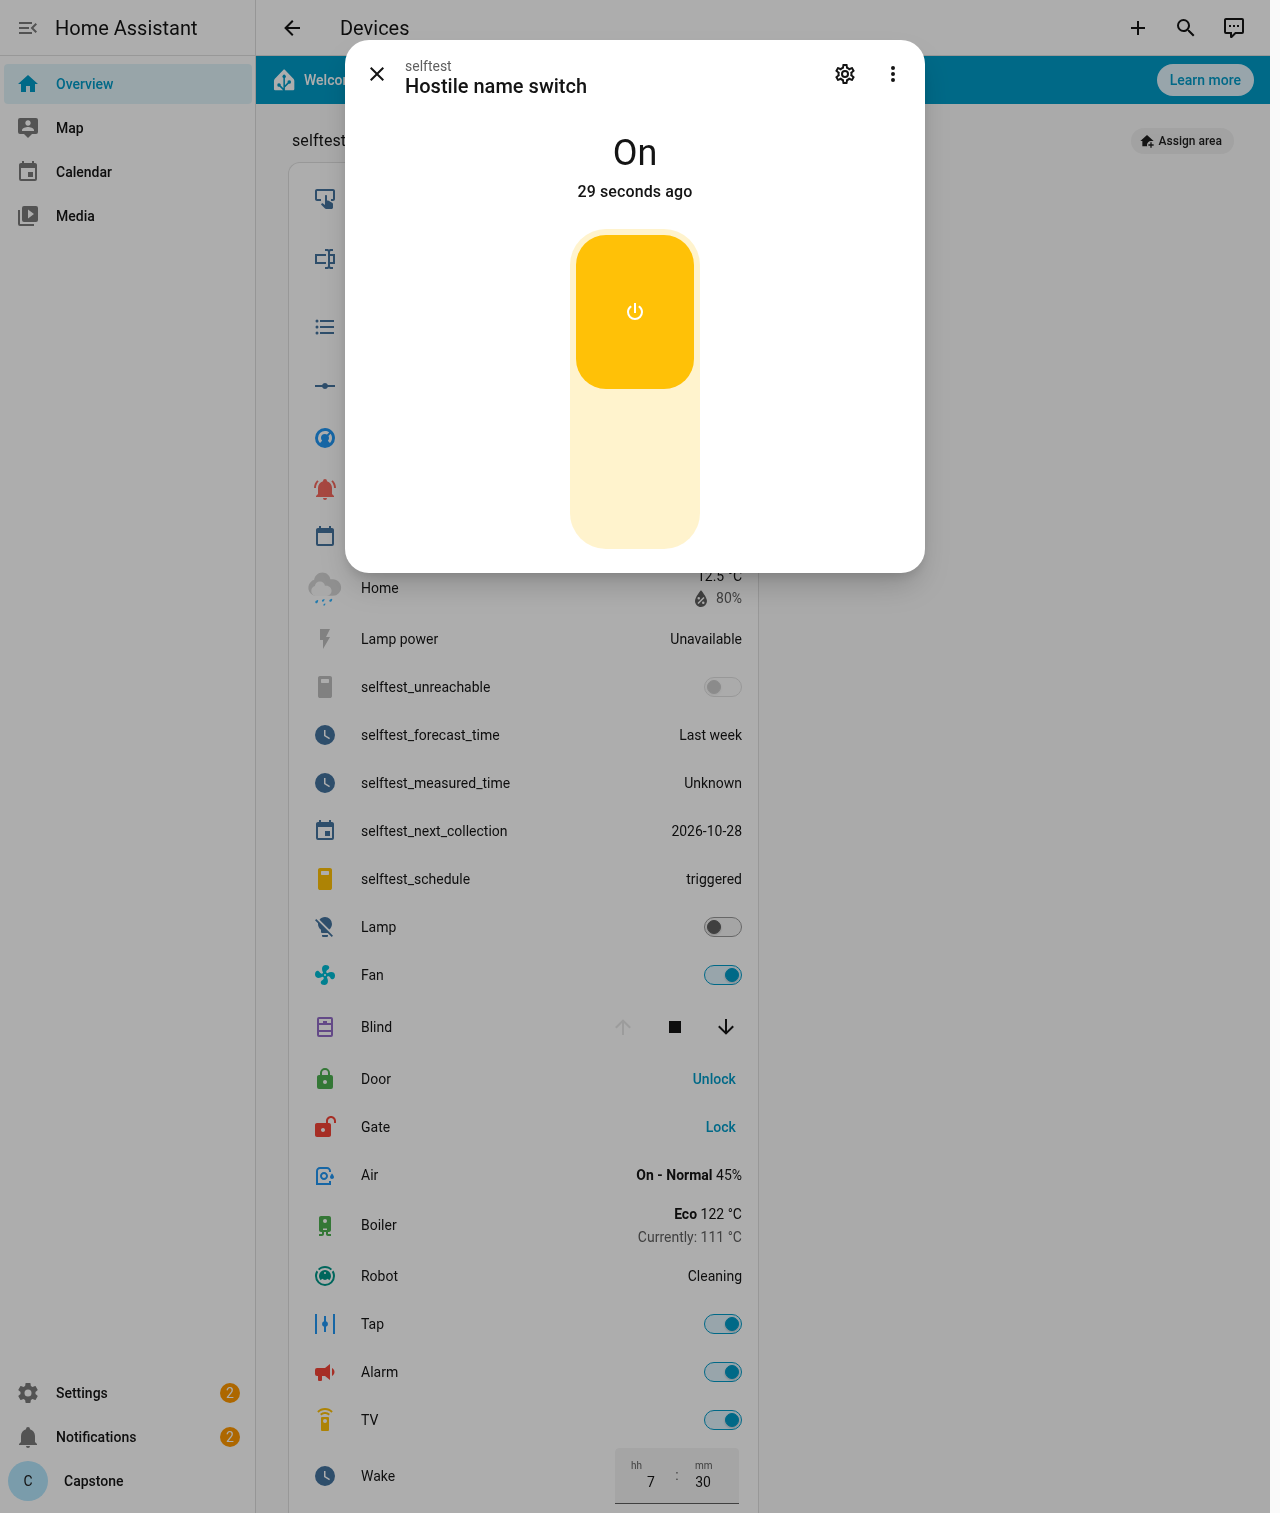 Home Assistant
Devices
Overview
Map
Calendar
Media
Welco
Learn more
selftest
Assign area
selftest
Hostile name switch
On
29 seconds ago
Home
12.5 °C
80%
Lamp power
Unavailable
selftest_unreachable
selftest_forecast_time
Last week
selftest_measured_time
Unknown
selftest_next_collection
2026-10-28
selftest_schedule
triggered
Lamp
Fan
Blind
Door
Unlock
Gate
Lock
Air
On - Normal 45%
Boiler
Eco 122 °C
Currently: 111 °C
Robot
Cleaning
Tap
Alarm
TV
Wake
hh
7
:
mm
30
Settings
2
Notifications
2
C
Capstone